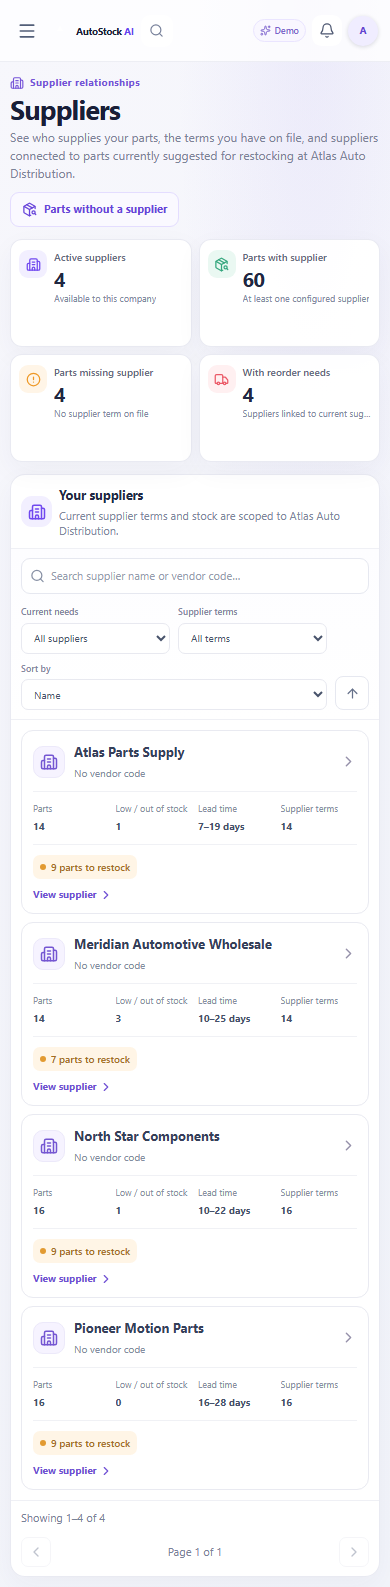 AutoStock AI
Demo
A
Supplier relationships
Suppliers
See who supplies your parts, the terms you have on file, and suppliers
connected to parts currently suggested for restocking at Atlas Auto
Distribution.
Parts without a supplier
Active suppliers
4
Available to this company
Parts with supplier
60
At least one configured supplier
Parts missing supplier
4
No supplier term on file
With reorder needs
4
Suppliers linked to current sug...
Your suppliers
Current supplier terms and stock are scoped to Atlas Auto
Distribution.
Search supplier name or vendor code...
Current needs
Supplier terms
All suppliers
All terms
Sort by
Name
Atlas Parts Supply
No vendor code
Parts Low / out of stock Lead time Supplier terms
14 1 7–19 days 14
9 parts to restock
View supplier
Meridian Automotive Wholesale
No vendor code
Parts Low / out of stock Lead time Supplier terms
14 3 10–25 days 14
7 parts to restock
View supplier
North Star Components
No vendor code
Parts Low / out of stock Lead time Supplier terms
16 1 10–22 days 16
9 parts to restock
View supplier
Pioneer Motion Parts
No vendor code
Parts Low / out of stock Lead time Supplier terms
16 0 16–28 days 16
9 parts to restock
View supplier
Showing 1–4 of 4
Page 1 of 1